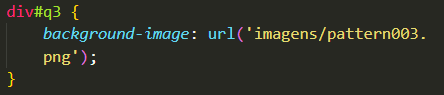 div#q3 {
background-image: url('imagens/pattern003.
png');
}